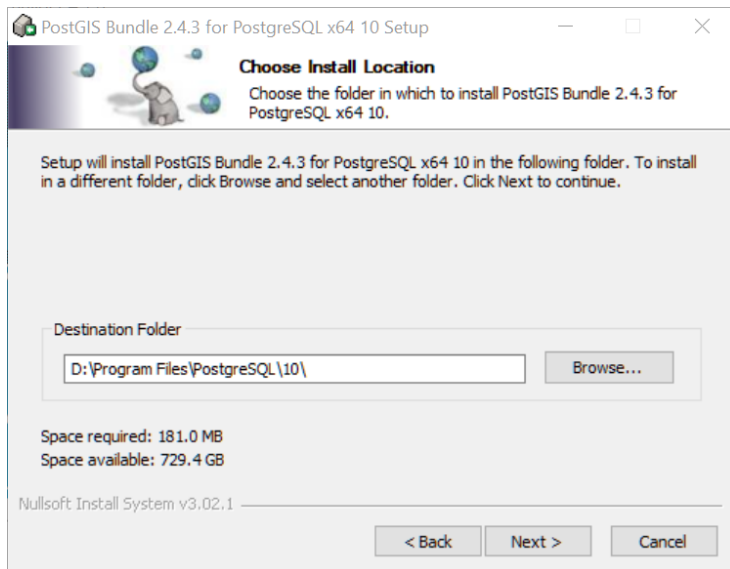 PostGIS Bundle 2.4.3 for PostgreSQL x64 10 Setup
Choose Install Location
Choose the folder in which to install PostGIS Bundle 2.4.3 for
PostgreSQL x64 10.
Setup will install PostGIS Bundle 2.4.3 for PostgreSQL x64 10 in the following folder. To install
in a different folder, click Browse and select another folder. Click Next to continue.
Destination Folder
D:\Program Files\PostgreSQL\10\
Browse...
Space required: 181.0 MB
Space available: 729.4 GB
Nullsoft Install System v3.02.1
< Back
Next >
Cancel